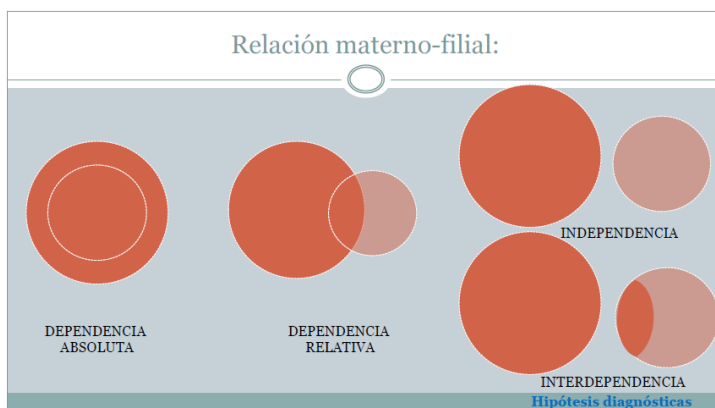 Relación materno-filial:
DEPENDENCIA
ABSOLUTA
DEPENDENCIA
RELATIVA
INDEPENDENCIA
INTERDEPENDENCIA
Hipótesis diagnósticas